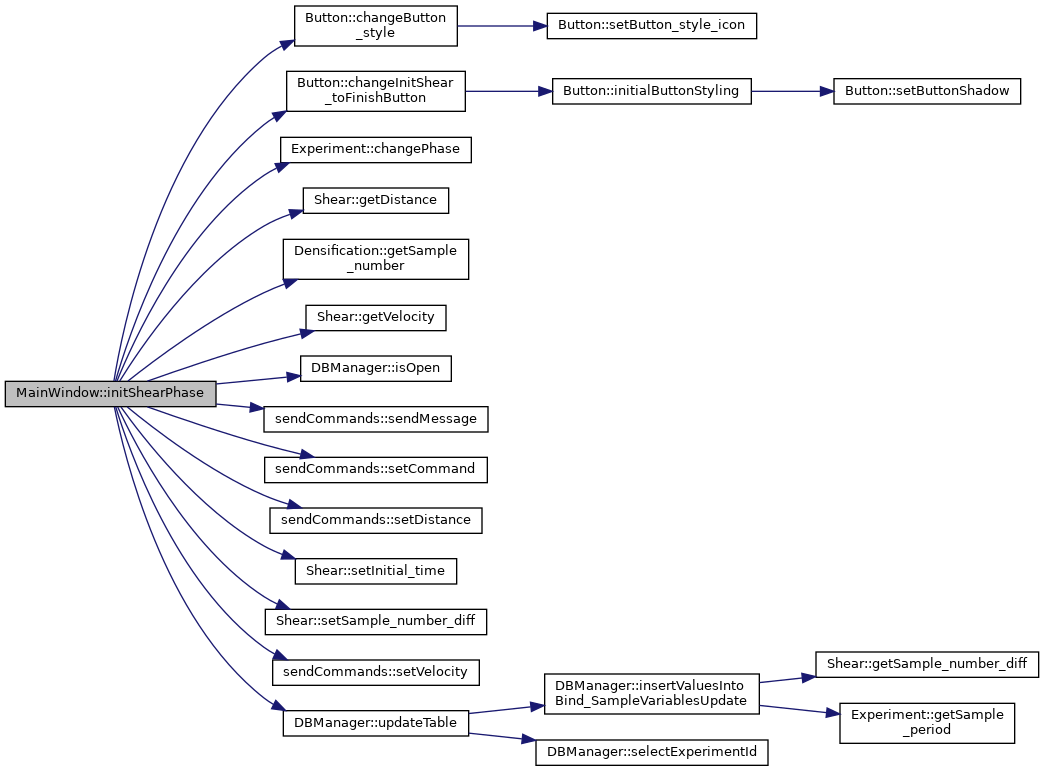 MainWindow::initShearPhase
Button::changeButton
_style
Button::setButton_style_icon
Button::changeInitShear
_toFinishButton
Button::initialButtonStyling
Button::setButtonShadow
Experiment::changePhase
Shear::getDistance
Densification::getSample
_number
Shear::getVelocity
DBManager::isOpen
sendCommands::sendMessage
sendCommands::setCommand
sendCommands::setDistance
Shear::setInitial_time
Shear::setSample_number_diff
sendCommands::setVelocity
DBManager::updateTable
DBManager::insertValuesInto
Bind_SampleVariablesUpdate
Shear::getSample_number_diff
Experiment::getSample
_period
DBManager::selectExperimentId